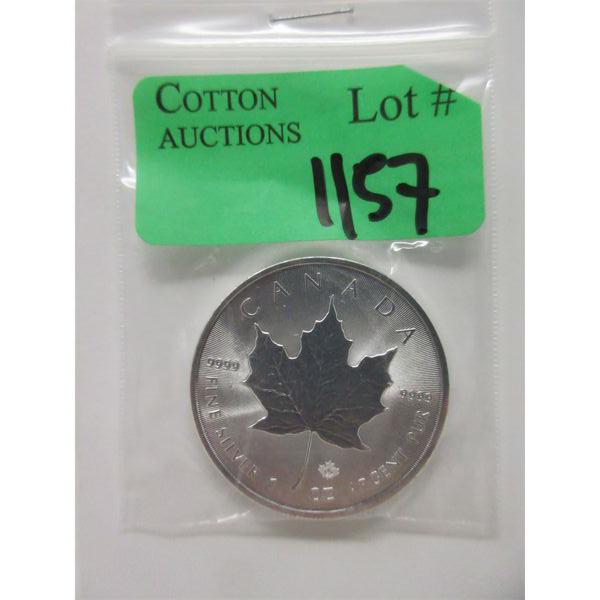 COTTON
AUCTIONS
Lot #
1157
CANADA
9999
9999
FINE SILVER 1 OZ ARGENT PUR